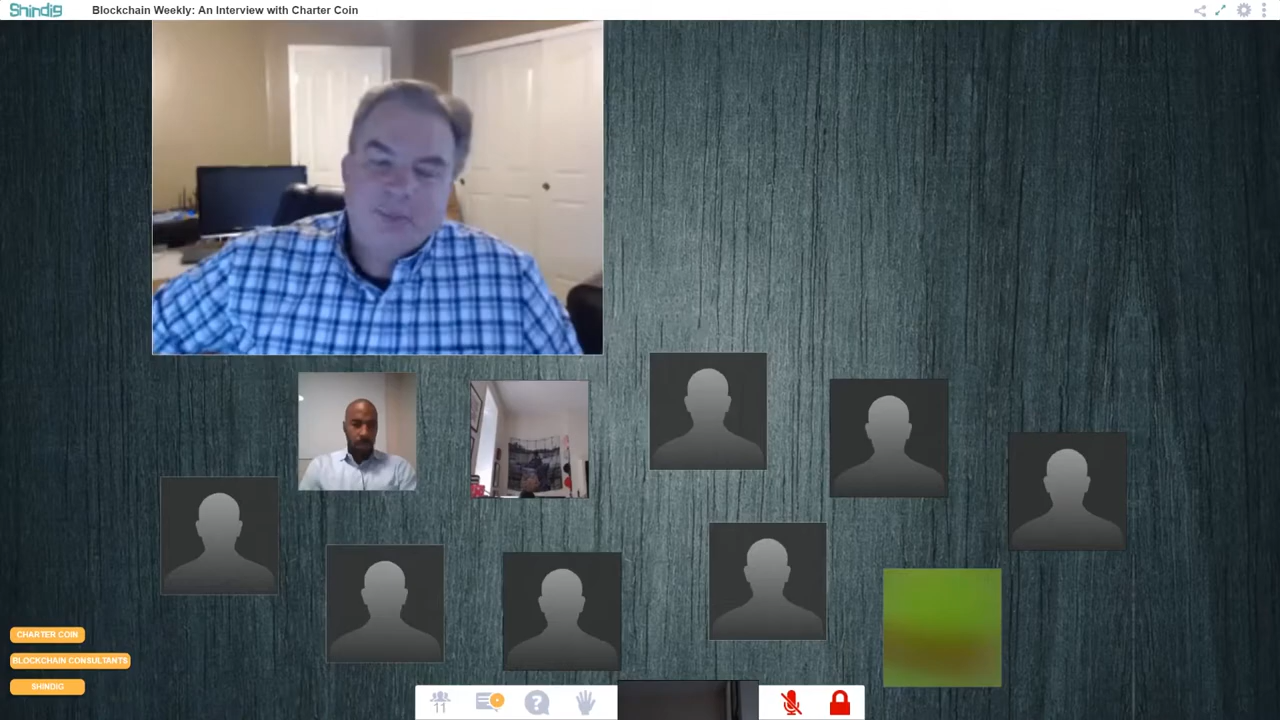 Shindig
Blockchain Weekly: An Interview with Charter Coin
CHARTER COIN
BLOCKCHAIN CONSULTANTS
SHINDIG
11